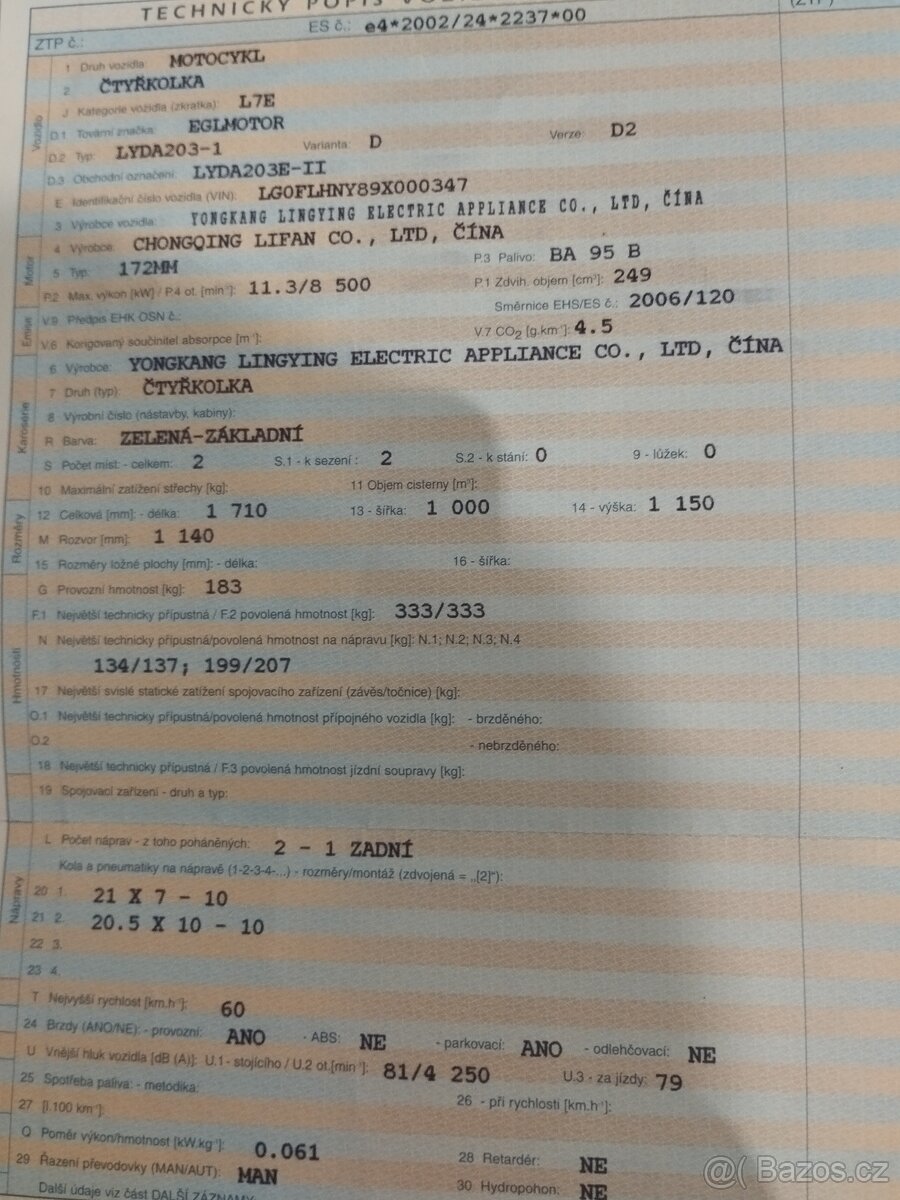 TECHNICKÝ POPIS
(ZTP)
ZTP č.: ES č.: e4*2002/24*2237*00
Vozidlo
1 Druh vozidla: MOTOCYKL
2 ČTYŘKOLKA
J Kategorie vozidla (zkratka): L7E
D.1 Tovární značka: EGLMOTOR
D.2 Typ: LYDA203-1 Varianta: D Verze: D2
D.3 Obchodní označení: LYDA203E-II
E Identifikační číslo vozidla (VIN): LG0FLHNY89X000347
3 Výrobce vozidla: YONGKANG LINGYING ELECTRIC APPLIANCE CO., LTD, ČÍNA
Motor
4 Výrobce: CHONGQING LIFAN CO., LTD, ČÍNA
5 Typ: 172MM P.3 Palivo: BA 95 B
P.2 Max. výkon [kW] / P.4 ot. [min⁻¹]: 11.3/8 500 P.1 Zdvih. objem [cm³]: 249
Emise
V.9 Předpis EHK OSN č.: Směrnice EHS/ES č.: 2006/120
V.6 Korigovaný součinitel absorpce [m⁻¹]: V.7 CO₂ [g.km⁻¹]: 4.5
Karosérie
6 Výrobce: YONGKANG LINGYING ELECTRIC APPLIANCE CO., LTD, ČÍNA
7 Druh (typ): ČTYŘKOLKA
8 Výrobní číslo (nástavby, kabiny):
R Barva: ZELENÁ-ZÁKLADNÍ
S Počet míst: - celkem: 2 S.1 - k sezení : 2 S.2 - k stání: 0 9 - lůžek: 0
10 Maximální zatížení střechy [kg]: 11 Objem cisterny [m³]:
Rozměry
12 Celková [mm]: - délka: 1 710 13 - šířka: 1 000 14 - výška: 1 150
M Rozvor [mm]: 1 140
15 Rozměry ložné plochy [mm]: - délka: 16 - šířka:
Hmotnosti
G Provozní hmotnost [kg]: 183
F.1 Největší technicky přípustná / F.2 povolená hmotnost [kg]: 333/333
N Největší technicky přípustná/povolená hmotnost na nápravu [kg]: N.1; N.2; N.3; N.4
134/137; 199/207
17 Největší svislé statické zatížení spojovacího zařízení (závěs/točnice) [kg]:
O.1 Největší technicky přípustná/povolená hmotnost přípojného vozidla [kg]: - brzděného:
O.2 - nebrzděného:
18 Největší technicky přípustná / F.3 povolená hmotnost jízdní soupravy [kg]:
19 Spojovací zařízení - druh a typ:
Nápravy
L Počet náprav - z toho poháněných: 2 - 1 ZADNÍ
Kola a pneumatiky na nápravě (1-2-3-4-...) - rozměry/montáž (zdvojená = „[2]"):
20 1. 21 X 7 - 10
21 2. 20.5 X 10 - 10
22 3.
23 4.
T Nejvyšší rychlost [km.h⁻¹]: 60
24 Brzdy (ANO/NE): - provozní: ANO - ABS: NE - parkovací: ANO - odlehčovací: NE
U Vnější hluk vozidla [dB (A)]: U.1 - stojícího / U.2 ot.[min⁻¹]: 81/4 250 U.3 - za jízdy: 79
25 Spotřeba paliva: - metodika: 26 - při rychlosti [km.h⁻¹]:
27 [l.100 km⁻¹]:
Q Poměr výkon/hmotnost [kW.kg⁻¹]: 0.061
29 Řazení převodovky (MAN/AUT): MAN 28 Retardér: NE
Další údaje viz část DALŠÍ ZÁZNAMY 30 Hydropohon: NE
@( Bazos.cz